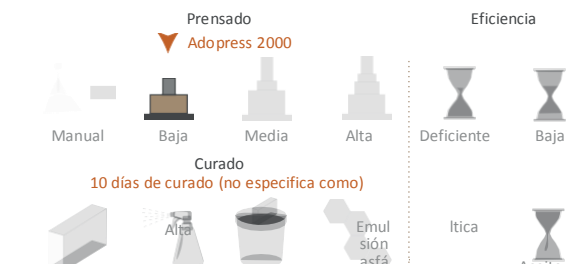 Prensado
Eficiencia
Adopress 2000
Manual
Baja
Media
Alta
Deficiente
Baja
Curado
10 días de curado (no especifica como)
Alta
Emul
sión
asfá
ltica